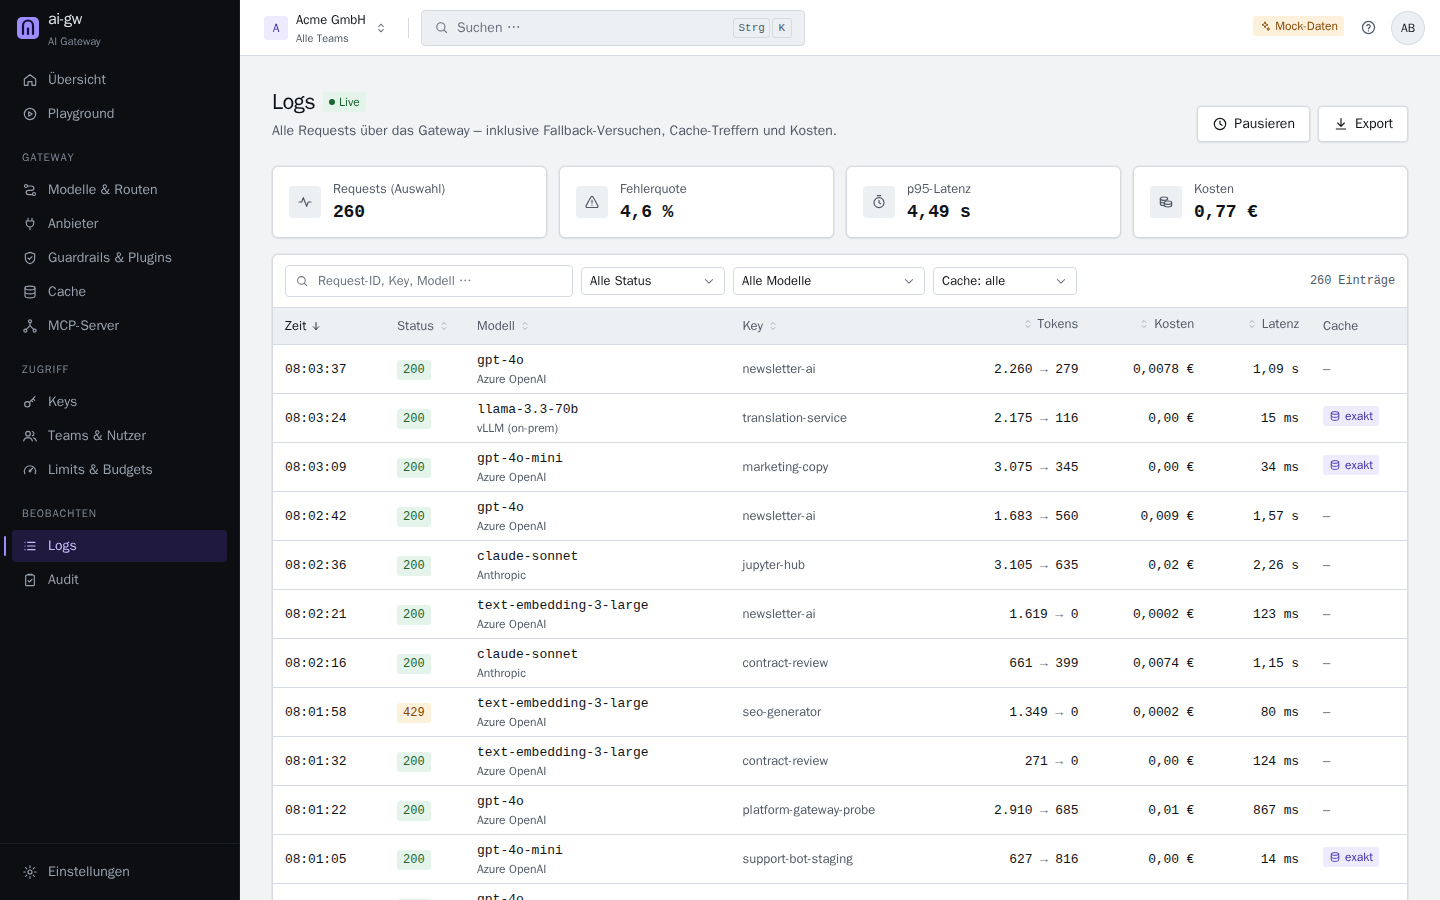 ai-gw
AI Gateway
Übersicht
Playground
GATEWAY
Modelle & Routen
Anbieter
Guardrails & Plugins
Cache
MCP-Server
ZUGRIFF
Keys
Teams & Nutzer
Limits & Budgets
BEOBACHTEN
Logs
Audit
Einstellungen
A Acme GmbH
Alle Teams
Suchen ··· Strg K
Mock-Daten
AB
Logs Live
Alle Requests über das Gateway – inklusive Fallback-Versuchen, Cache-Treffern und Kosten.
Pausieren Export
Requests (Auswahl)
260
Fehlerquote
4,6 %
p95-Latenz
4,49 s
Kosten
0,77 €
Request-ID, Key, Modell ··· Alle Status Alle Modelle Cache: alle 260 Einträge
Zeit ↓ Status Modell Key Tokens Kosten Latenz Cache
08:03:37 200 gpt-4o newsletter-ai 2.260 → 279 0,0078 € 1,09 s –
Azure OpenAI
08:03:24 200 llama-3.3-70b translation-service 2.175 → 116 0,00 € 15 ms exakt
vLLM (on-prem)
08:03:09 200 gpt-4o-mini marketing-copy 3.075 → 345 0,00 € 34 ms exakt
Azure OpenAI
08:02:42 200 gpt-4o newsletter-ai 1.683 → 560 0,009 € 1,57 s –
Azure OpenAI
08:02:36 200 claude-sonnet jupyter-hub 3.105 → 635 0,02 € 2,26 s –
Anthropic
08:02:21 200 text-embedding-3-large newsletter-ai 1.619 → 0 0,0002 € 123 ms –
Azure OpenAI
08:02:16 200 claude-sonnet contract-review 661 → 399 0,0074 € 1,15 s –
Anthropic
08:01:58 429 text-embedding-3-large seo-generator 1.349 → 0 0,0002 € 80 ms –
Azure OpenAI
08:01:32 200 text-embedding-3-large contract-review 271 → 0 0,00 € 124 ms –
Azure OpenAI
08:01:22 200 gpt-4o platform-gateway-probe 2.910 → 685 0,01 € 867 ms –
Azure OpenAI
08:01:05 200 gpt-4o-mini support-bot-staging 627 → 816 0,00 € 14 ms exakt
Azure OpenAI
gpt-4o